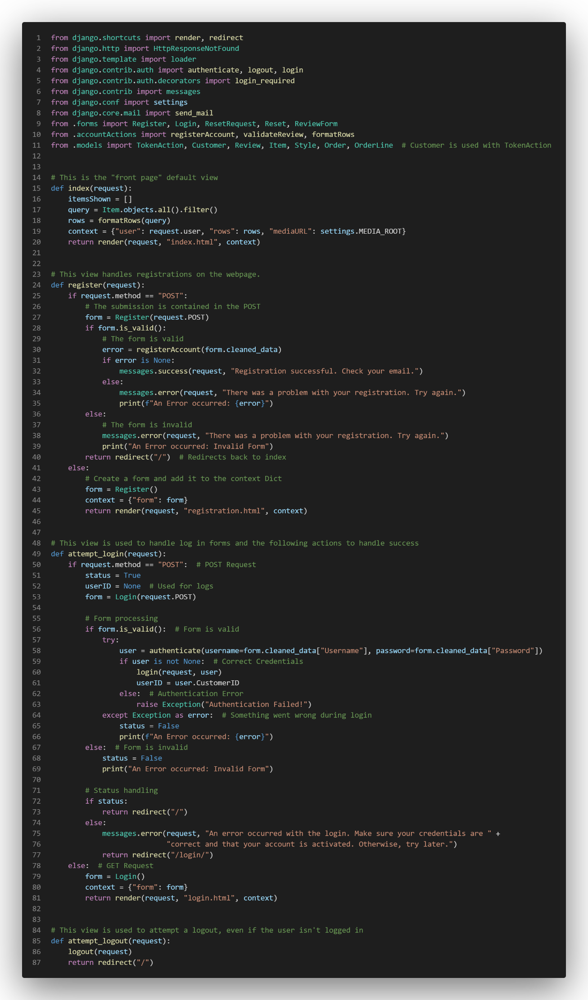 1 from django.shortcuts import render, redirect
2 from django.http import HttpResponseNotFound
3 from django.template import loader
4 from django.contrib.auth import authenticate, logout, login
5 from django.contrib.auth.decorators import login_required
6 from django.contrib import messages
7 from django.conf import settings
8 from django.core.mail import send_mail
9 from .forms import Register, Login, ResetRequest, Reset, ReviewForm
10 from .accountActions import registerAccount, validateReview, formatRows
11 from .models import TokenAction, Customer, Review, Item, Style, Order, OrderLine  # Customer is used with TokenAction
12
13
14 # This is the "front page" default view
15 def index(request):
16     itemsShown = []
17     query = Item.objects.all().filter()
18     rows = formatRows(query)
19     context = {"user": request.user, "rows": rows, "mediaURL": settings.MEDIA_ROOT}
20     return render(request, "index.html", context)
21
22
23 # This view handles registrations on the webpage.
24 def register(request):
25     if request.method == "POST":
26         # The submission is contained in the POST
27         form = Register(request.POST)
28         if form.is_valid():
29             # The form is valid
30             error = registerAccount(form.cleaned_data)
31             if error is None:
32                 messages.success(request, "Registration successful. Check your email.")
33             else:
34                 messages.error(request, "There was a problem with your registration. Try again.")
35                 print(f"An Error occurred: {error}")
36         else:
37             # The form is invalid
38             messages.error(request, "There was a problem with your registration. Try again.")
39             print("An Error occurred: Invalid Form")
40         return redirect("/")  # Redirects back to index
41     else:
42         # Create a form and add it to the context Dict
43         form = Register()
44         context = {"form": form}
45         return render(request, "registration.html", context)
46
47
48 # This view is used to handle log in forms and the following actions to handle success
49 def attempt_login(request):
50     if request.method == "POST":  # POST Request
51         status = True
52         userID = None  # Used for logs
53         form = Login(request.POST)
54
55         # Form processing
56         if form.is_valid():  # Form is valid
57             try:
58                 user = authenticate(username=form.cleaned_data["Username"], password=form.cleaned_data["Password"])
59                 if user is not None:  # Correct Credentials
60                     login(request, user)
61                     userID = user.CustomerID
62                 else:  # Authentication Error
63                     raise Exception("Authentication Failed!")
64             except Exception as error:  # Something went wrong during login
65                 status = False
66                 print(f"An Error occurred: {error}")
67         else:  # Form is invalid
68             status = False
69             print("An Error occurred: Invalid Form")
70
71         # Status handling
72         if status:
73             return redirect("/")
74         else:
75             messages.error(request, "An error occurred with the login. Make sure your credentials are " +
76                            "correct and that your account is activated. Otherwise, try later.")
77             return redirect("/login/")
78     else:  # GET Request
79         form = Login()
80         context = {"form": form}
81         return render(request, "login.html", context)
82
83
84 # This view is used to attempt a logout, even if the user isn't logged in
85 def attempt_logout(request):
86     logout(request)
87     return redirect("/")